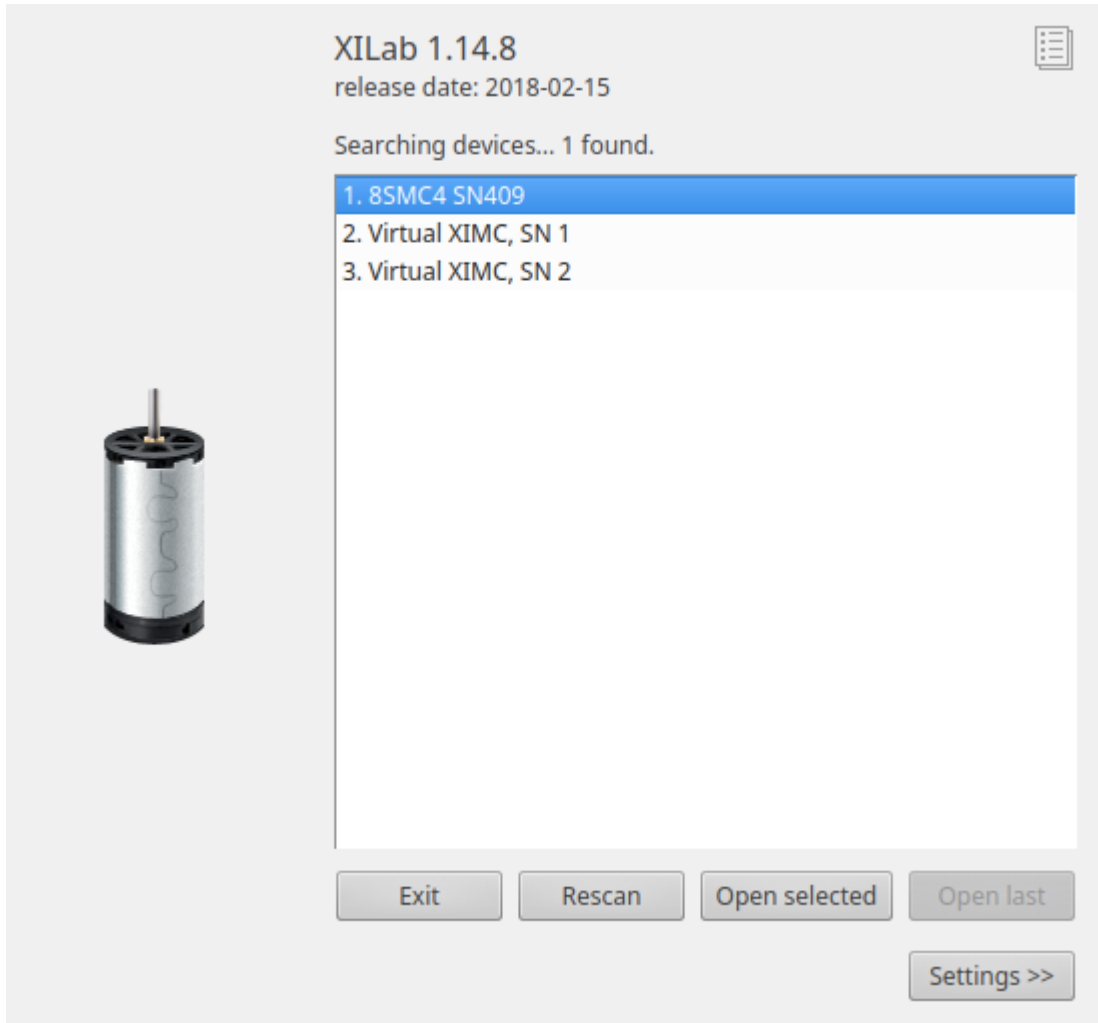 XILab 1.14.8
release date: 2018-02-15
Searching devices... 1 found.
1. 8SMC4 SN409
2. Virtual XIMC, SN 1
3. Virtual XIMC, SN 2
Exit Rescan Open selected Open last
Settings >>